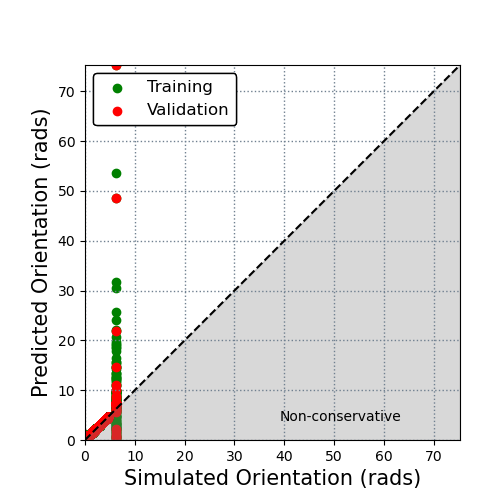 Training
Validation
Predicted Orientation (rads)
70
60
50
40
30
20
10
0
Non-conservative
0 10 20 30 40 50 60 70
Simulated Orientation (rads)